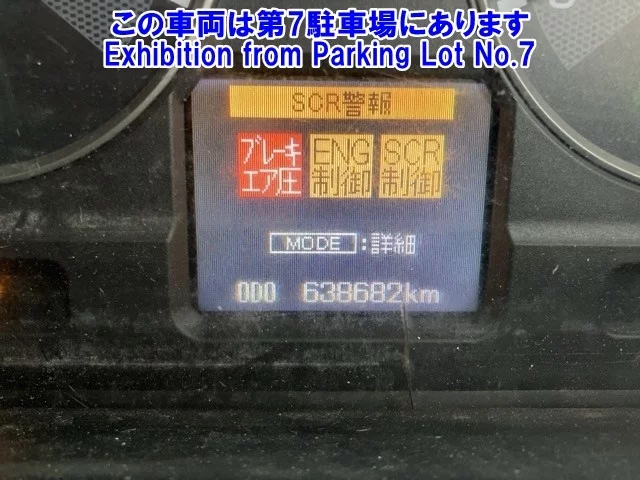 この車両は第7駐車場にあります
Exhibition from Parking Lot No.7
SCR警報
ブレーキ ENG SCR
エア圧 制御 制御
MODE :詳細
ODO 638682km